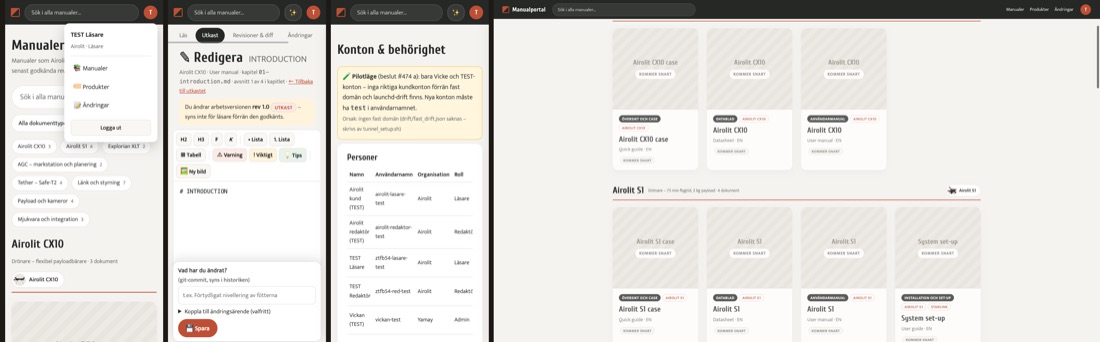 Sök i alla manualer...
T
TEST Läsare
Airolit · Läsare
Manualer
Produkter
Ändringar
Logga ut
Manualer
Manualer som
senast godkända
Sök i alla manu
Alla dokumenttyper
Airolit CX10 3
Airolit S1 4
Explorian XLT 2
AGC – markstation och planering 2
Tether – Safe-T2 4
Länk och styrning 7
Payload och kameror 4
Mjukvara och integration 2
Airolit CX10
Drönare – flexibel payloadbärare · 3 dokument
Airolit CX10
Sök i alla manualer...
T
Läs
Utkast
Revisioner & diff
Ändringar
Redigera INTRODUCTION
Airolit CX10 · User manual · kapitel 01-
introduction.md · avsnitt 1 av 4 i kapitlet
← Tillbaka
till utkastet
Du ändrar arbetsversionen rev 1.0 UTKAST –
syns inte för läsare förrän den godkänts.
H2
H3
F
K
• Lista
1. Lista
Tabell
Varning
! Viktigt
Tips
Ny bild
# INTRODUCTION
Vad har du ändrat?
(git-commit, syns i historiken)
t.ex. Förtydligat nivellering av fötterna
Koppla till ändringsärende (valfritt)
Spara
Sök i alla manualer...
T
Konton & behörighet
Pilotläge (beslut #474 a): bara Vicke och TEST-
konton – inga riktiga kundkonton förrän fast
domän och launchd-drift finns. Nya konton måste
ha test i användarnamnet.
Orsak: ingen fast domän (drift/fast_drift.json saknas –
skrivs av tunnel_setup.sh)
Personer
Namn Användarnamn Organisation Roll
Airolit
kund
(TEST)
airolit-lasare-
test
Airolit
Läsare
Airolit
redaktör
(TEST)
airolit-redaktor-
test
Airolit
Redaktö
TEST
Läsare
ztfb54-lasare-
test
Airolit
Läsare
TEST
Redaktör
ztfb54-red-test
Airolit
Redaktö
Vickan
(TEST)
vickan-test
Yamay
Admin
Manualportal
Sök i alla manualer...
Manualer
Produkter
Ändringar
T
Airolit CX10 case
KOMMER SNART
ÖVERSIKT OCH CASE
AIROLIT CX10
Airolit CX10 case
Quick guide · EN
KOMMER SNART
Airolit CX10
KOMMER SNART
DATABLAD
AIROLIT CX10
Airolit CX10
Datasheet · EN
KOMMER SNART
Airolit CX10
KOMMER SNART
ANVÄNDARMANUAL
AIROLIT CX10
Airolit CX10
User manual · EN
KOMMER SNART
Airolit S1
Drönare – 75 min flygtid, 6 kg payload · 4 dokument
Airolit S1
Airolit S1 case
KOMMER SNART
ÖVERSIKT OCH CASE
AIROLIT S1
Airolit S1 case
Quick guide · EN
KOMMER SNART
Airolit S1
KOMMER SNART
DATABLAD
AIROLIT S1
Airolit S1
Datasheet · EN
KOMMER SNART
Airolit S1
KOMMER SNART
ANVÄNDARMANUAL
AIROLIT S1
Airolit S1
User manual · EN
KOMMER SNART
System set-up
KOMMER SNART
INSTALLATION OCH SET-UP
AIROLIT S1
System set-up
User guide · EN
KOMMER SNART